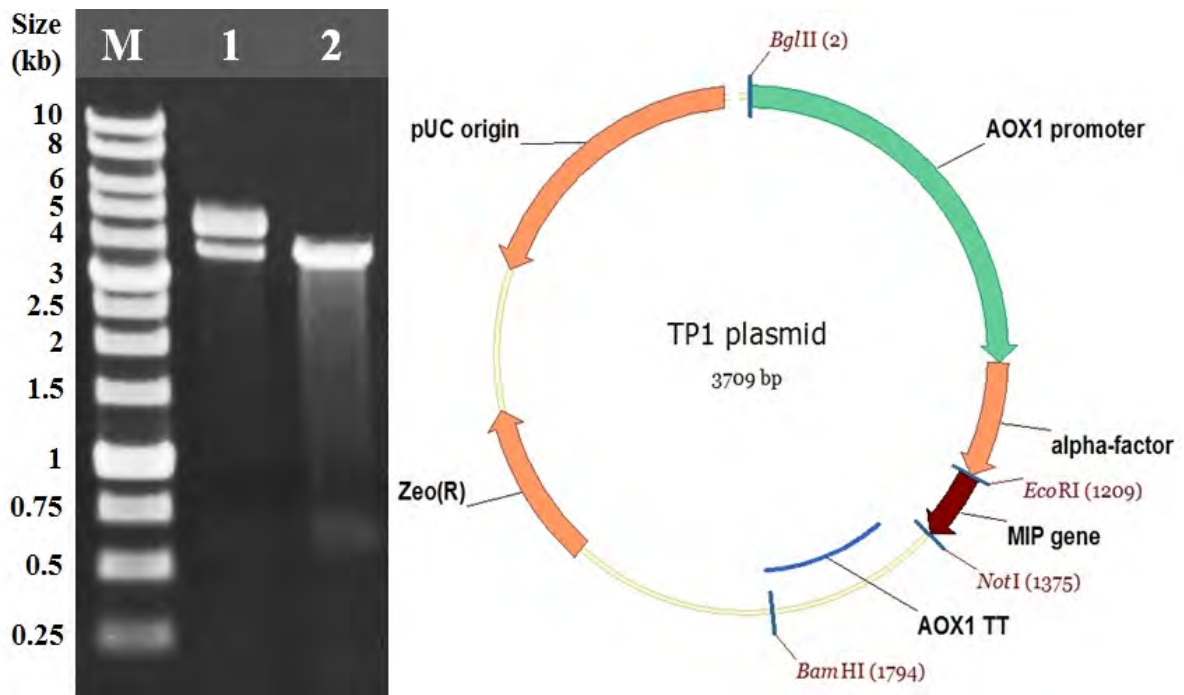 Size
(kb)
M 1 2
10
8
6
5
4
3
2.5
2
1.5
1
0.75
0.5
0.25
BglII (2)
pUC origin
AOX1 promoter
TP1 plasmid
3709 bp
alpha-factor
EcoRI (1209)
Zeo(R)
MIP gene
NotI (1375)
AOX1 TT
BamHI (1794)